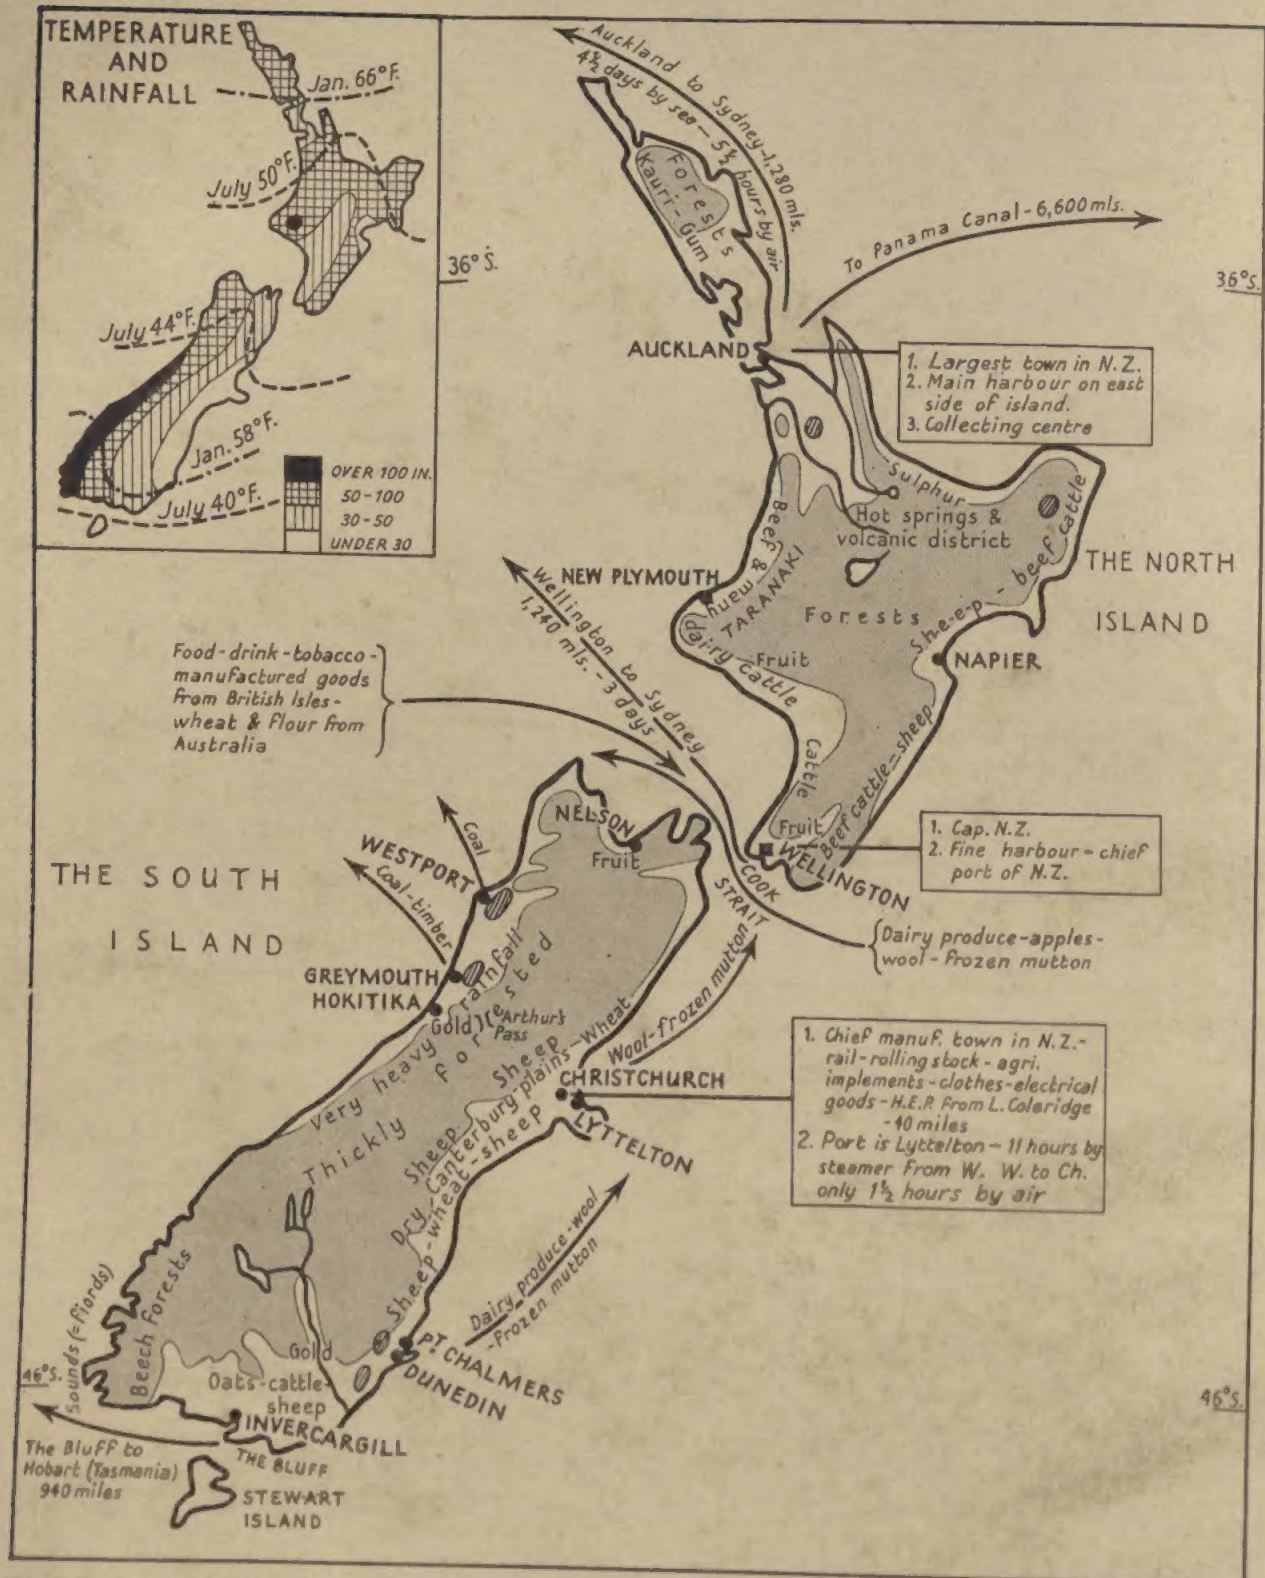 TEMPERATURE
AND
RAINFALL
Jan. 66°F.
July 50°F.
July 44°F.
Jan. 58°F.
July 40°F.
OVER 100 IN.
50-100
30-50
UNDER 30
Auckland to Sydney-1,280 mls.
4½ days by sea - 5½ hours by air
Forests
Kauri-Gum
To Panama Canal - 6,600 mls.
36°S.
36°S.
AUCKLAND
1. Largest town in N.Z.
2. Main harbour on east
side of island.
3. Collecting centre
Sulphur
Hot springs &
volcanic district
Beef & many
Dairy cattle
TARANAKI
NEW PLYMOUTH
Forests
Fruit
S-h-e-e-p - beef cattle
THE NORTH
ISLAND
NAPIER
Wellington to Sydney
1,240 mls. - 3 days
Food-drink-tobacco-
manufactured goods
from British Isles-
wheat & flour from
Australia
Cattle
Beef cattle-sheep
Fruit
WELLINGTON
1. Cap. N.Z.
2. Fine harbour - chief
port of N.Z.
COOK
STRAIT
Dairy produce-apples-
wool-frozen mutton
NELSON
Fruit
Coal
WESTPORT
Coal-timber
THE SOUTH
ISLAND
GREYMOUTH
HOKITIKA
Gold
Arthur's
Pass
Very heavy rainfall
Thickly forested
Wool-frozen mutton
Sheep
Sheep
Dry-Canterbury-plains-Wheat
Sheep-wheat-sheep
CHRISTCHURCH
LYTTELTON
1. Chief manuf. town in N.Z.-
rail-rolling stock-agri.
implements-clothes-electrical
goods-H.E.P. from L. Coleridge
-40 miles
2. Port is Lyttelton - 11 hours by
steamer from W. W. to Ch.
only 1½ hours by air
Dairy produce-wool
-frozen mutton
Sounds (=fiords)
Beech forests
Gold
Oats-cattle-
sheep
PT CHALMERS
DUNEDIN
46°S.
46°S.
INVERCARGILL
THE BLUFF
The Bluff to
Hobart (Tasmania)
940 miles
STEWART
ISLAND